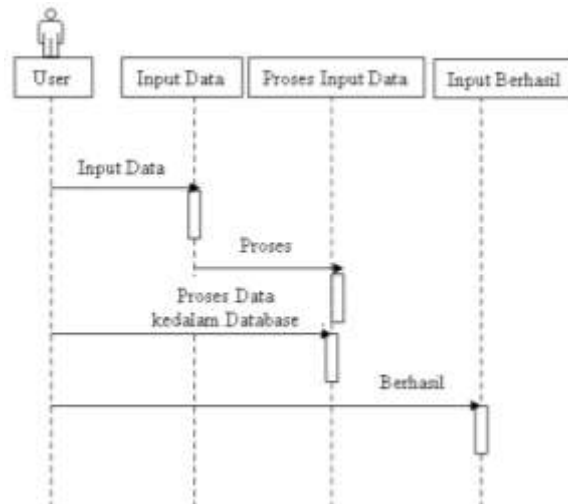 User
Input Data
Proses Input Data
Input Berhasil
Input Data
Proses
Proses Data
kedalam Database
Berhasil